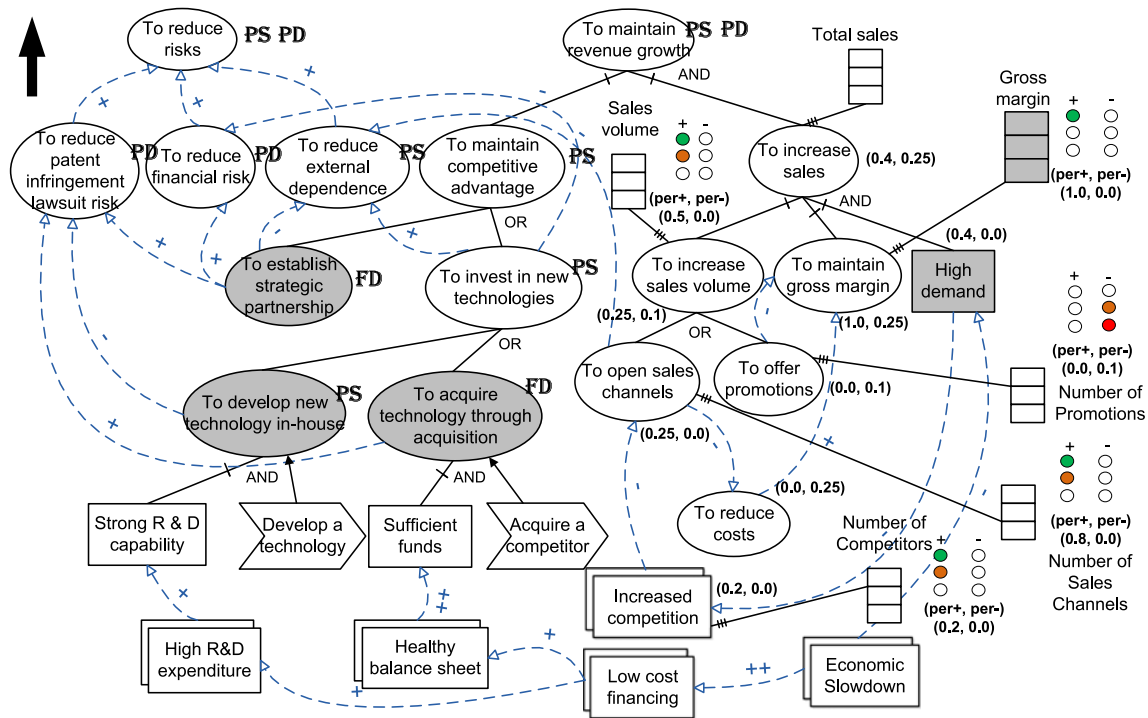 To reduce
risks
PS PD
To maintain
revenue growth
PS PD
AND
Total sales
Gross
margin
+ -
(per+, per-)
(1.0, 0.0)
Sales
volume
+ -
(per+, per-)
(0.5, 0.0)
To reduce
patent
infringement
lawsuit risk
PD
To reduce
financial risk
PD
To reduce
external
dependence
PS
To maintain
competitive
advantage
PS
To increase
sales
(0.4, 0.25)
AND
OR
(0.4, 0.0)
To establish
strategic
partnership
FD
To invest in new
technologies
PS
To increase
sales volume
(0.25, 0.1)
To maintain
gross margin
(1.0, 0.25)
High
demand
+ -
(per+, per-)
(0.0, 0.1)
Number of
Promotions
OR
OR
To open sales
channels
(0.25, 0.0)
To offer
promotions
(0.0, 0.1)
To develop new
technology in-house
PS
To acquire
technology through
acquisition
FD
AND
AND
+ -
(per+, per-)
(0.8, 0.0)
Number of
Sales
Channels
Strong R & D
capability
Develop a
technology
Sufficient
funds
Acquire a
competitor
To reduce
costs
(0.0, 0.25)
Number of
Competitors
+ -
(per+, per-)
(0.2, 0.0)
Increased
competition
(0.2, 0.0)
High R&D
expenditure
Healthy
balance sheet
Low cost
financing
Economic
Slowdown
+
+
+
-
-
+
+
-
+
-
-
+
-
-
+
-
-
-
+
++
+
+
++